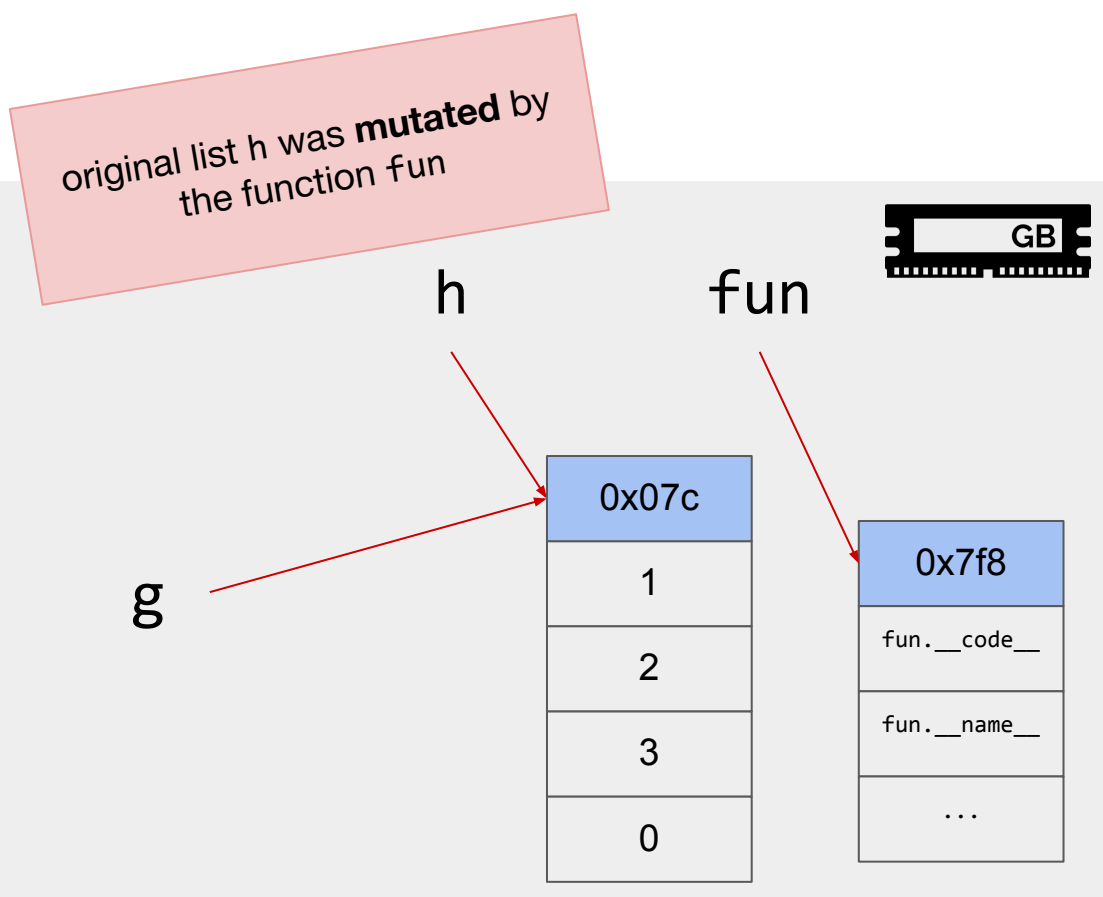 original list h was mutated by
the function fun
GB
h
fun
g
0x07c
1
2
3
0
0x7f8
fun.__code__
fun.__name__
...